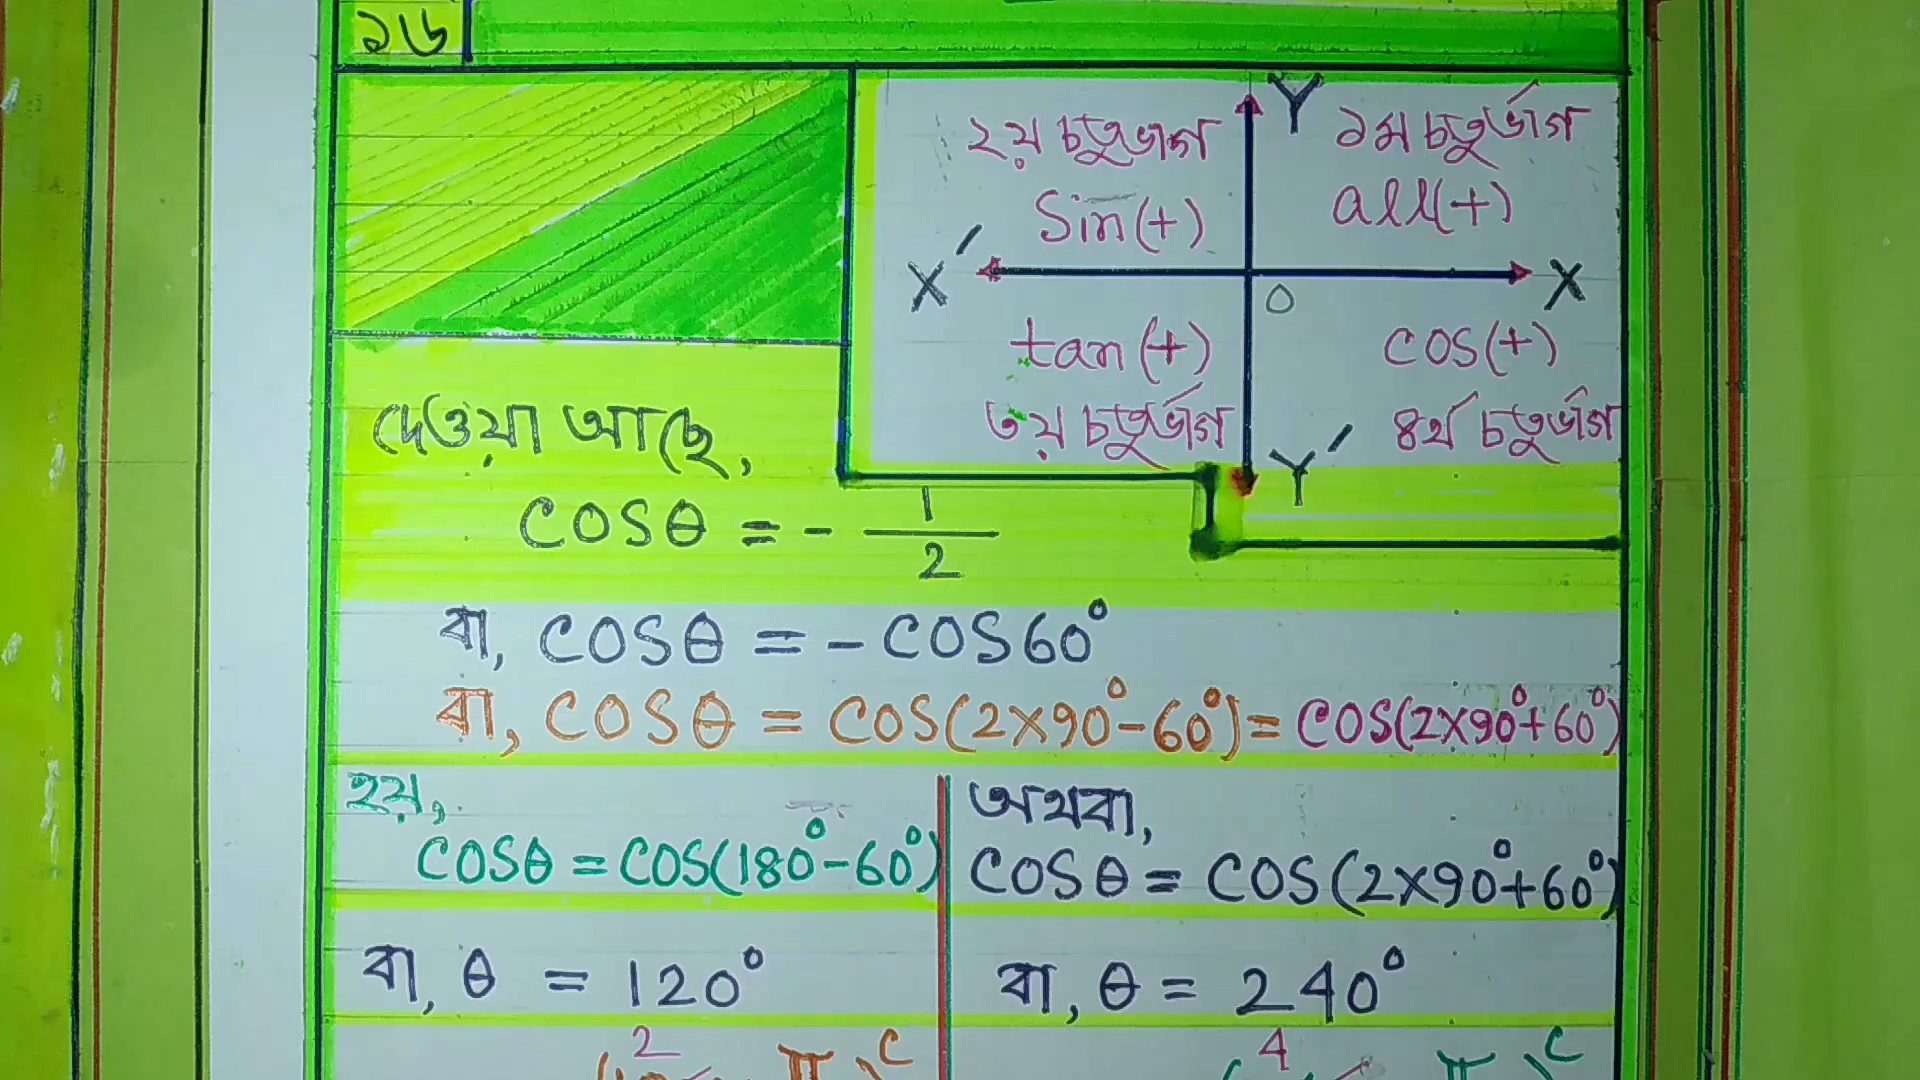 ১৬
Y
২য় চতুর্ভাগ ১ম চতুর্ভাগ
Sin(+) all(+)
X′ O X
tan(+) cos(+)
৩য় চতুর্ভাগ ৪র্থ চতুর্ভাগ
Y′
দেওয়া আছে,
cosθ = - 1/2
বা, cosθ = - cos60°
বা, cosθ = cos(2×90°-60°) = cos(2×90°+60°)
হয়,
cosθ = cos(180°-60°)
বা, θ = 120°
2 π c
অথবা,
cosθ = cos(2×90°+60°)
বা, θ = 240°
4 π c